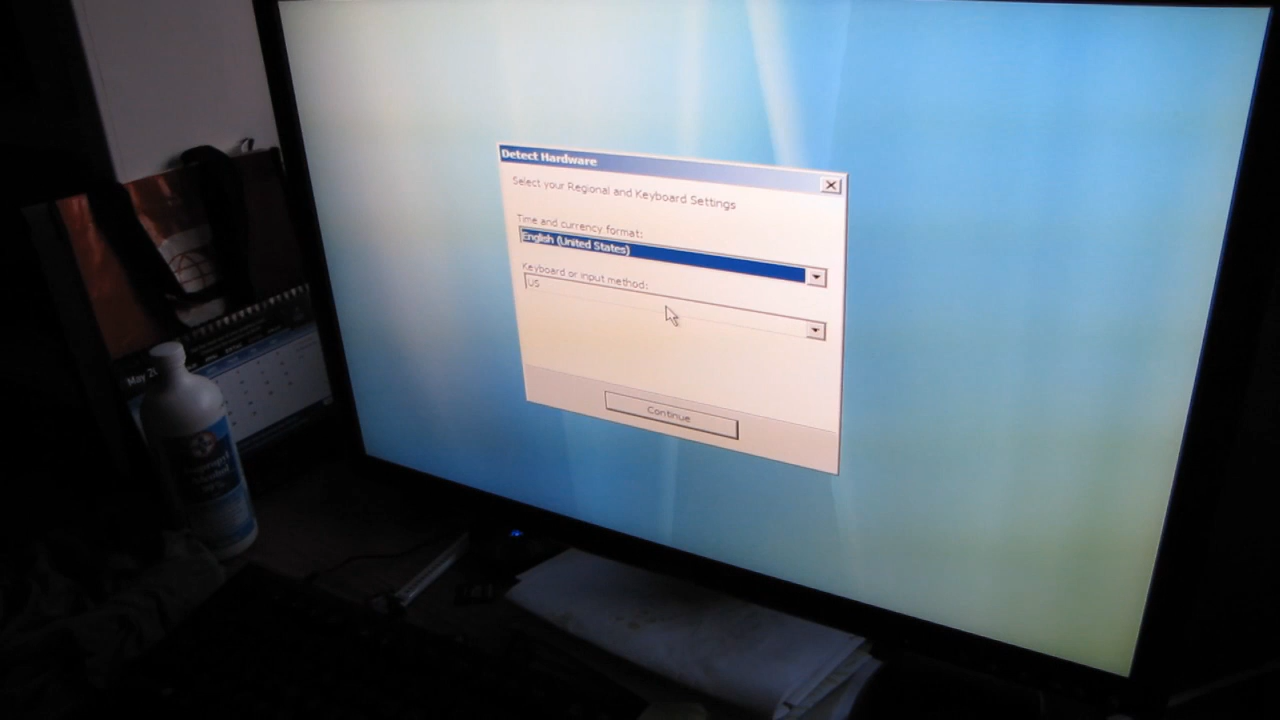 Detect Hardware
Select your Regional and Keyboard Settings
Time and currency format:
English (United States)
Keyboard or input method:
US
Continue
May